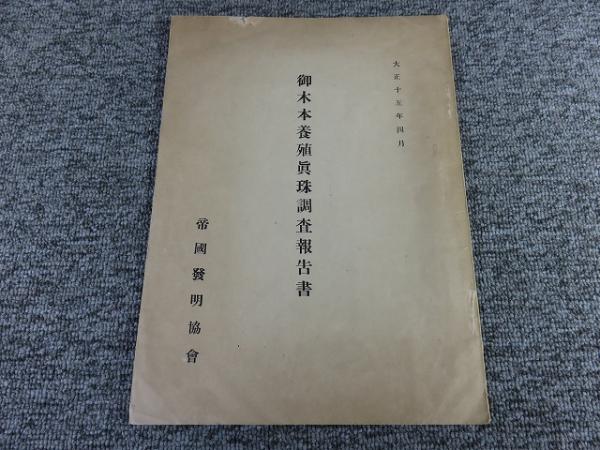 大正十五年四月
御木本養殖眞珠調査報告書
帝國發明協會